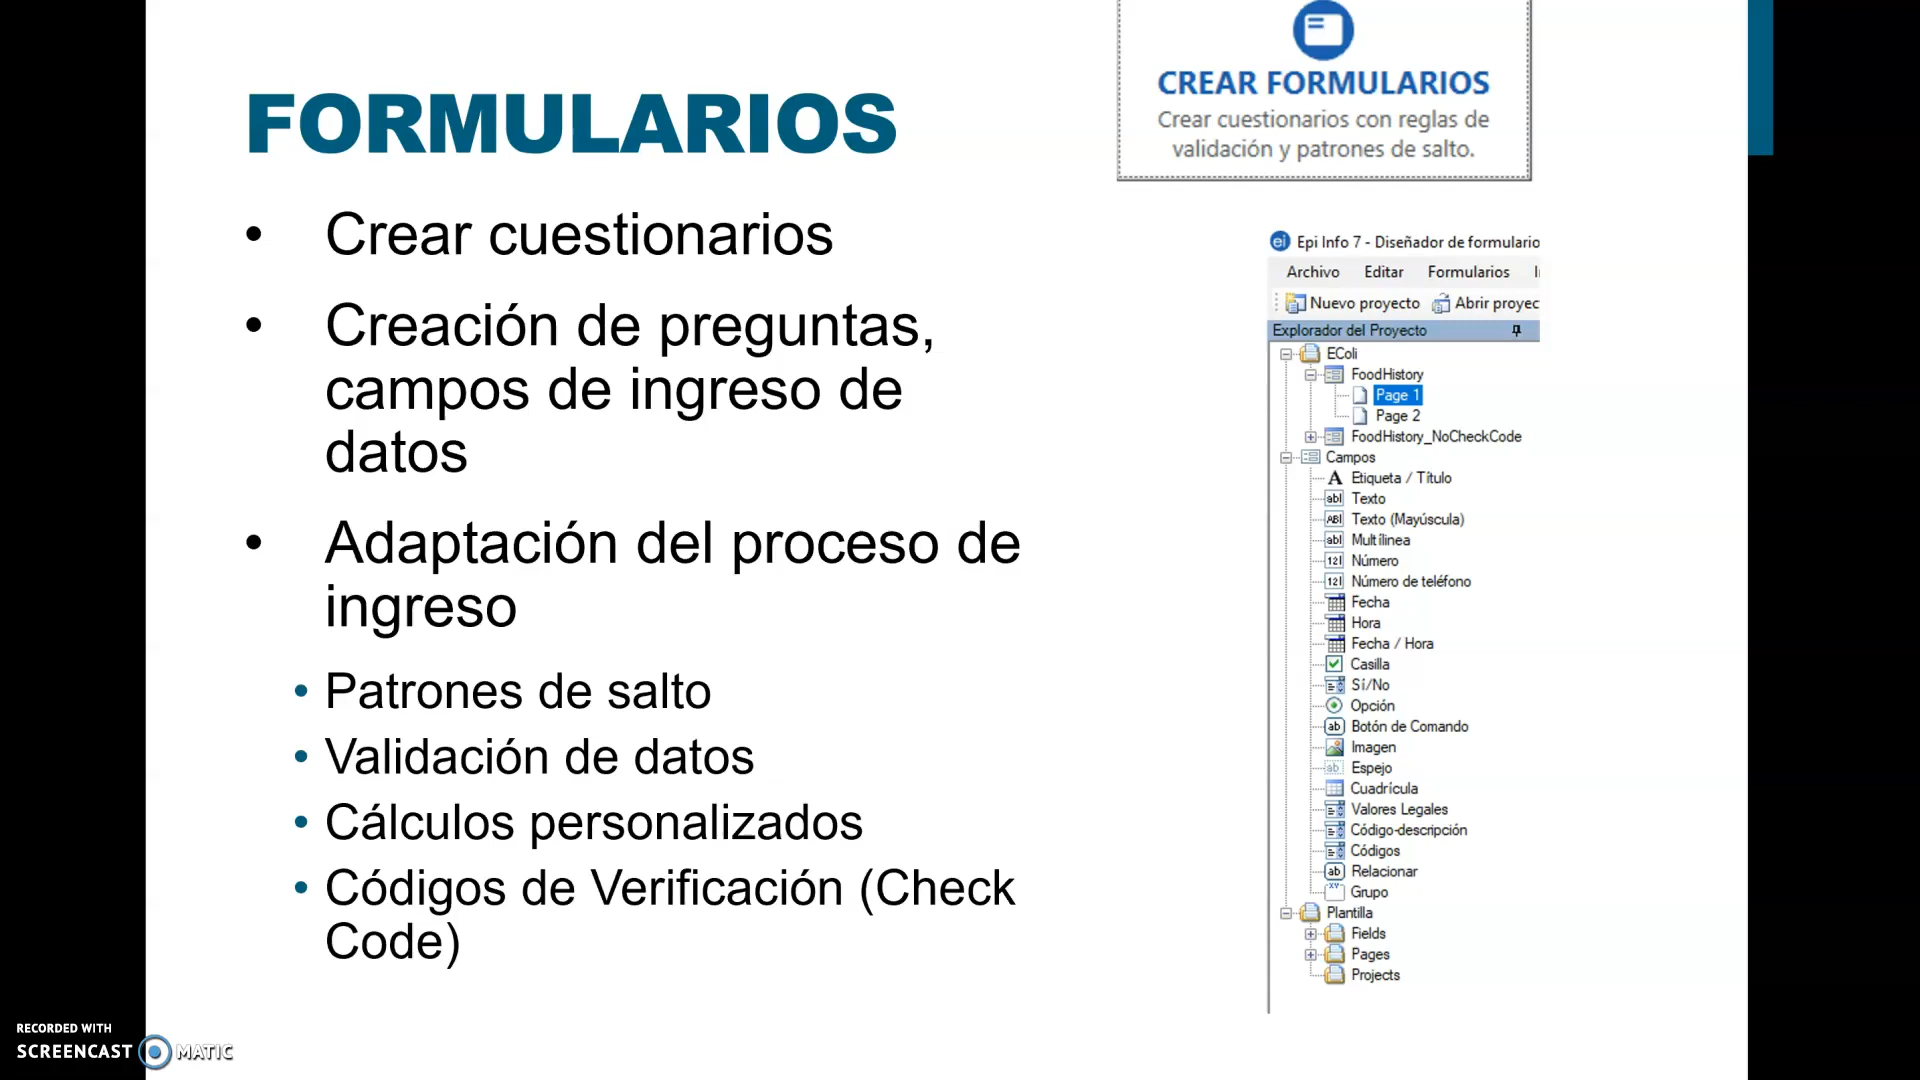 FORMULARIOS
• Crear cuestionarios
• Creación de preguntas,
campos de ingreso de
datos
• Adaptación del proceso de
ingreso
• Patrones de salto
• Validación de datos
• Cálculos personalizados
• Códigos de Verificación (Check
Code)
CREAR FORMULARIOS
Crear cuestionarios con reglas de
validación y patrones de salto.
Epi Info 7 - Diseñador de formulario
Archivo Editar Formularios
Nuevo proyecto Abrir proyec
Explorador del Proyecto
EColi
FoodHistory
Page 1
Page 2
FoodHistory_NoCheckCode
Campos
Etiqueta / Título
Texto
Texto (Mayúscula)
Multílinea
Número
Número de teléfono
Fecha
Hora
Fecha / Hora
Casilla
Sí/No
Opción
Botón de Comando
Imagen
Espejo
Cuadrícula
Valores Legales
Código-descripción
Códigos
Relacionar
Grupo
Plantilla
Fields
Pages
Projects
RECORDED WITH
SCREENCAST MATIC